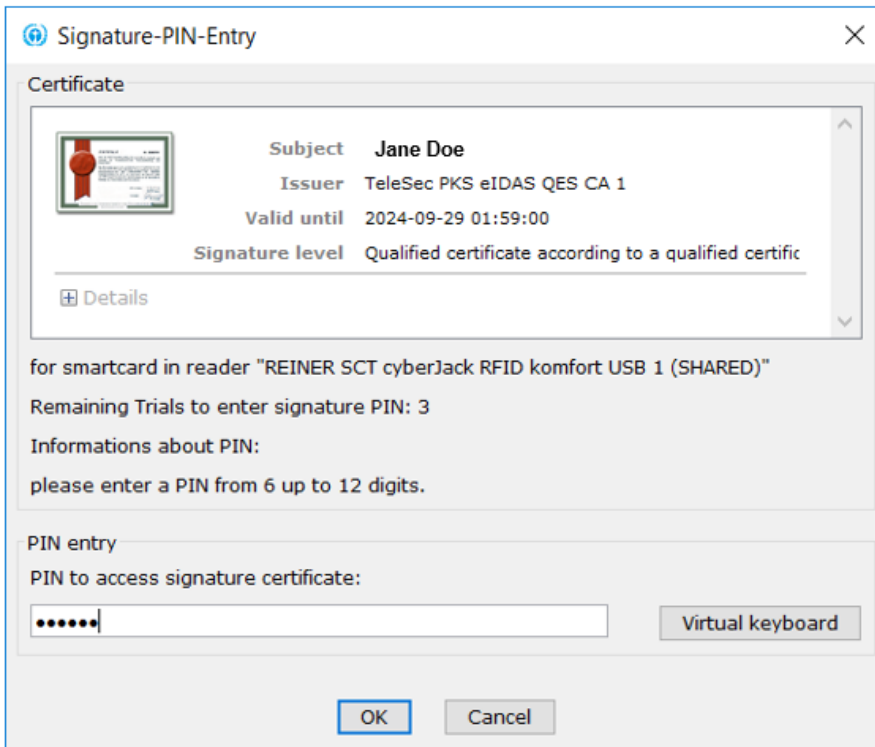 Signature-PIN-Entry
Certificate
Subject Jane Doe
Issuer TeleSec PKS eIDAS QES CA 1
Valid until 2024-09-29 01:59:00
Signature level Qualified certificate according to a qualified certific
Details
for smartcard in reader "REINER SCT cyberJack RFID komfort USB 1 (SHARED)"
Remaining Trials to enter signature PIN: 3
Informations about PIN:
please enter a PIN from 6 up to 12 digits.
PIN entry
PIN to access signature certificate:
••••••
Virtual keyboard
OK Cancel